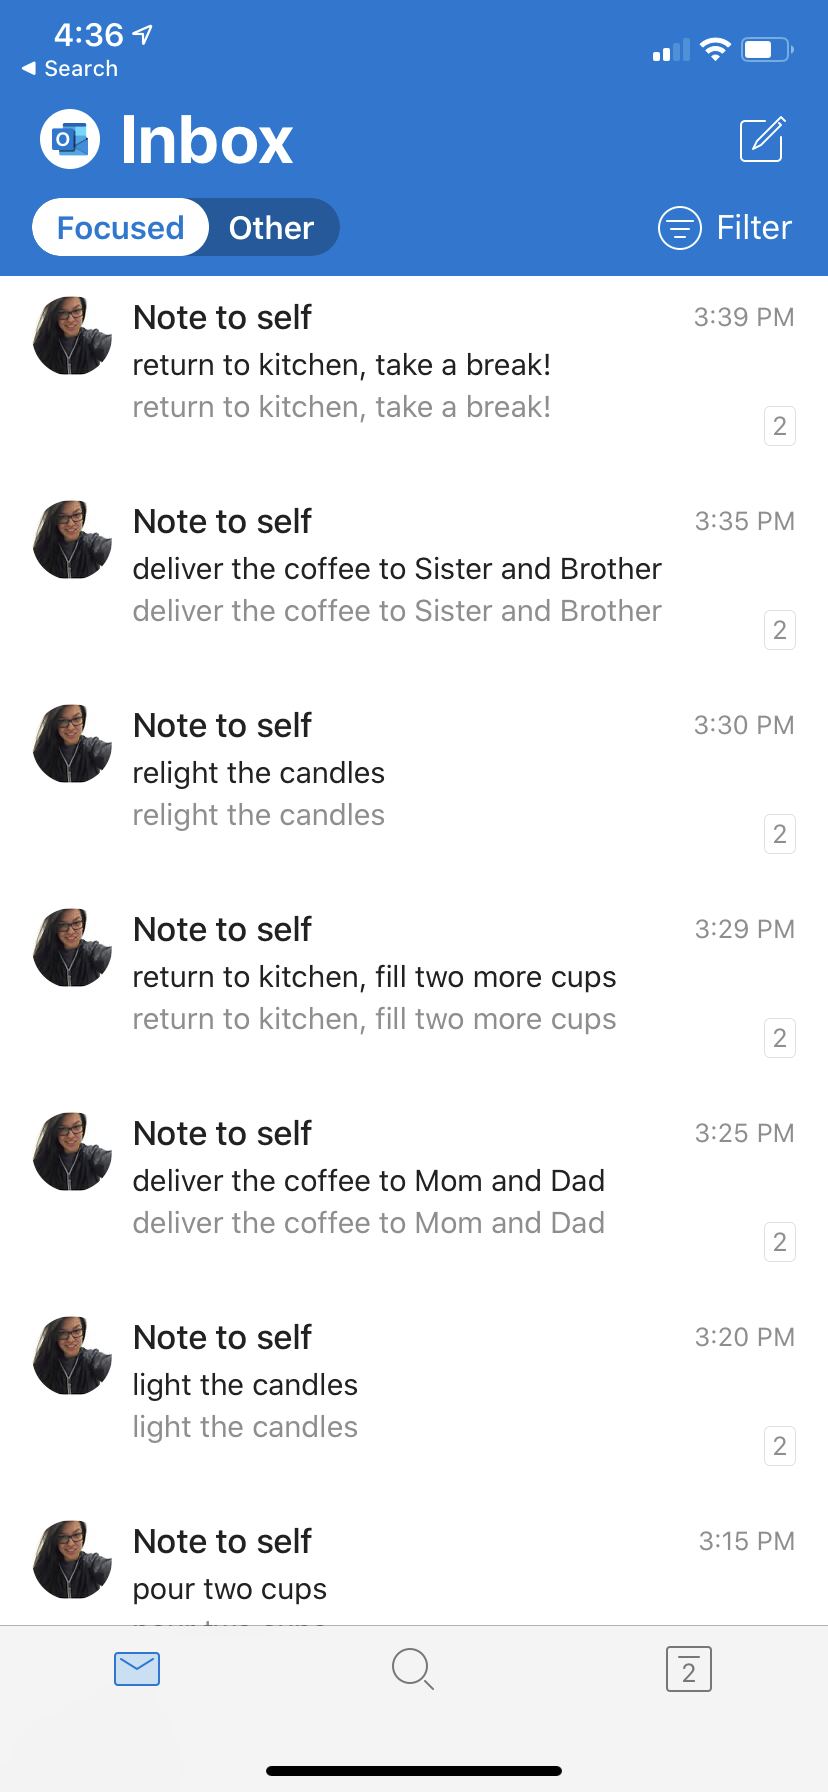 4:36
◀ Search
Inbox
Focused Other Filter
Note to self 3:39 PM
return to kitchen, take a break!
return to kitchen, take a break!
2
Note to self 3:35 PM
deliver the coffee to Sister and Brother
deliver the coffee to Sister and Brother
2
Note to self 3:30 PM
relight the candles
relight the candles
2
Note to self 3:29 PM
return to kitchen, fill two more cups
return to kitchen, fill two more cups
2
Note to self 3:25 PM
deliver the coffee to Mom and Dad
deliver the coffee to Mom and Dad
2
Note to self 3:20 PM
light the candles
light the candles
2
Note to self 3:15 PM
pour two cups
2